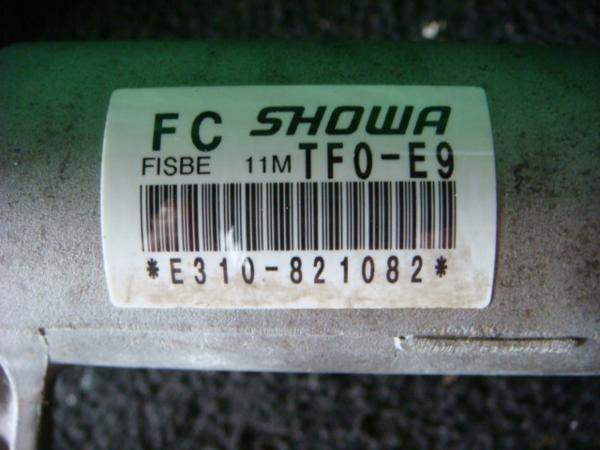 FC SHOWA
FISBE 11M TF0-E9
*E310-821082*